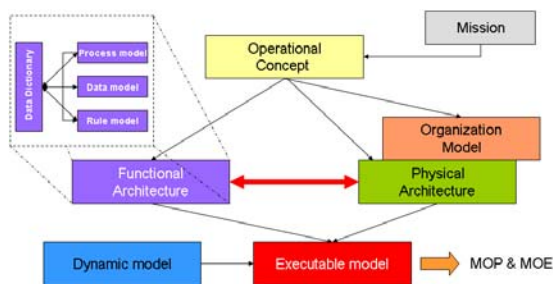 Mission
Operational
Concept
Data Dictionary
Process model
Data model
Rule model
Organization
Model
Functional
Architecture
Physical
Architecture
Dynamic model
Executable model
MOP & MOE